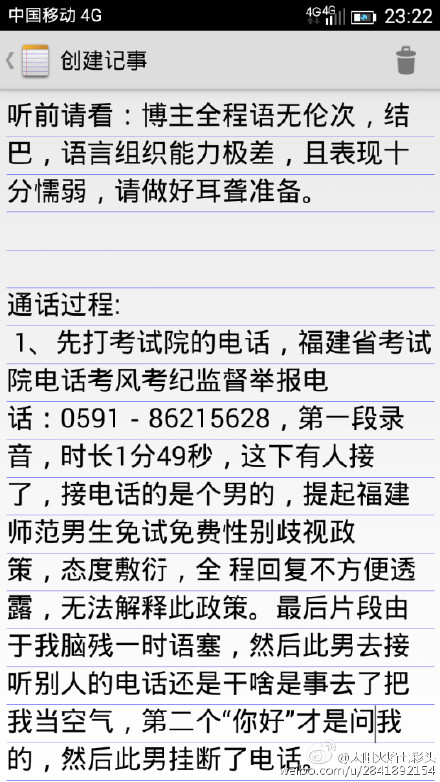 中国移动 4G 4G 4G 23:22
创建记事
听前请看：博主全程语无伦次，结
巴，语言组织能力极差，且表现十
分懦弱，请做好耳聋准备。
通话过程:
1、先打考试院的电话，福建省考试
院电话考风考纪监督举报电
话：0591－86215628，第一段录
音，时长1分49秒，这下有人接
了，接电话的是个男的，提起福建
师范男生免试免费性别歧视政
策，态度敷衍，全 程回复不方便透
露，无法解释此政策。最后片段由
于我脑残一时语塞，然后此男去接
听别人的电话还是干啥是事去了把
我当空气，第二个“你好”才是问我
的，然后此男挂断了电话。
weibo.com/u/2841892154